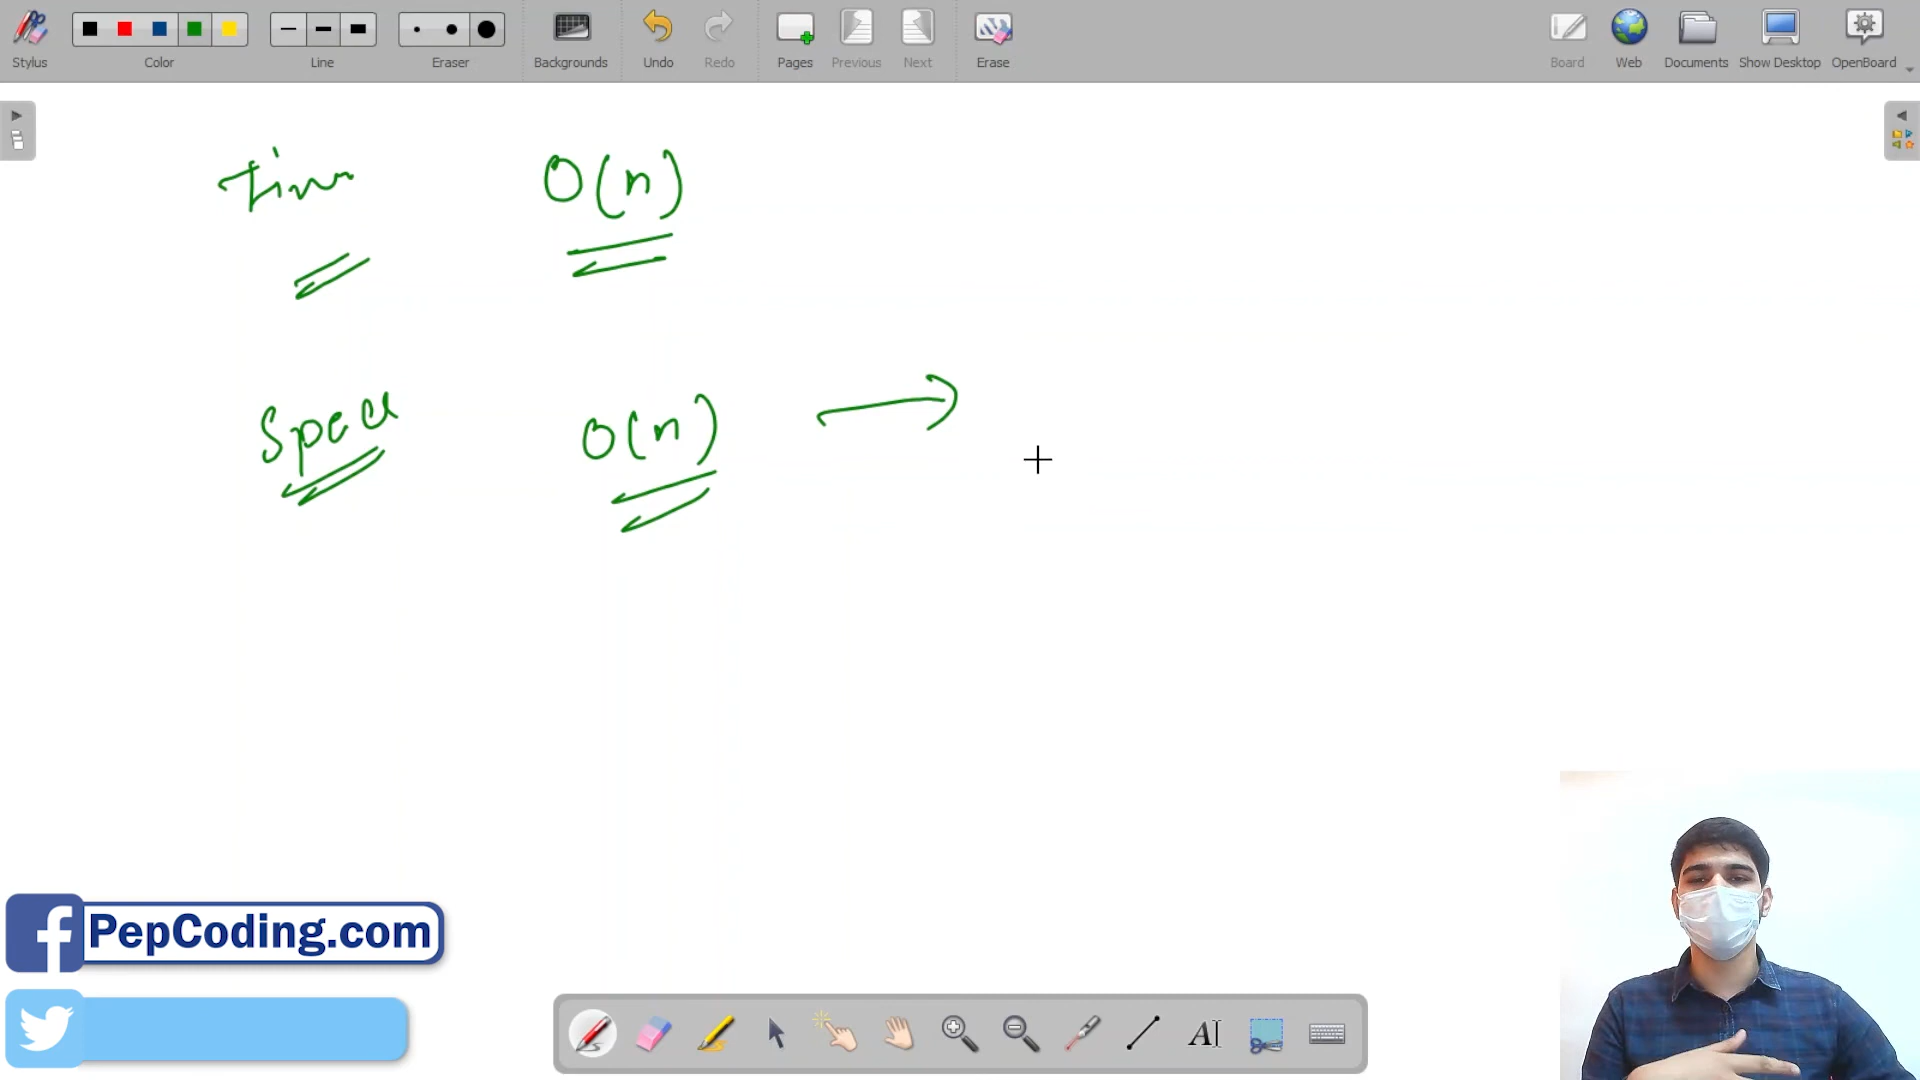 Stylus Color Line Eraser Backgrounds Undo Redo Pages Previous Next Erase Board Web Documents Show Desktop OpenBoard
Time O(n)
Space O(n)
f PepCoding.com
AI